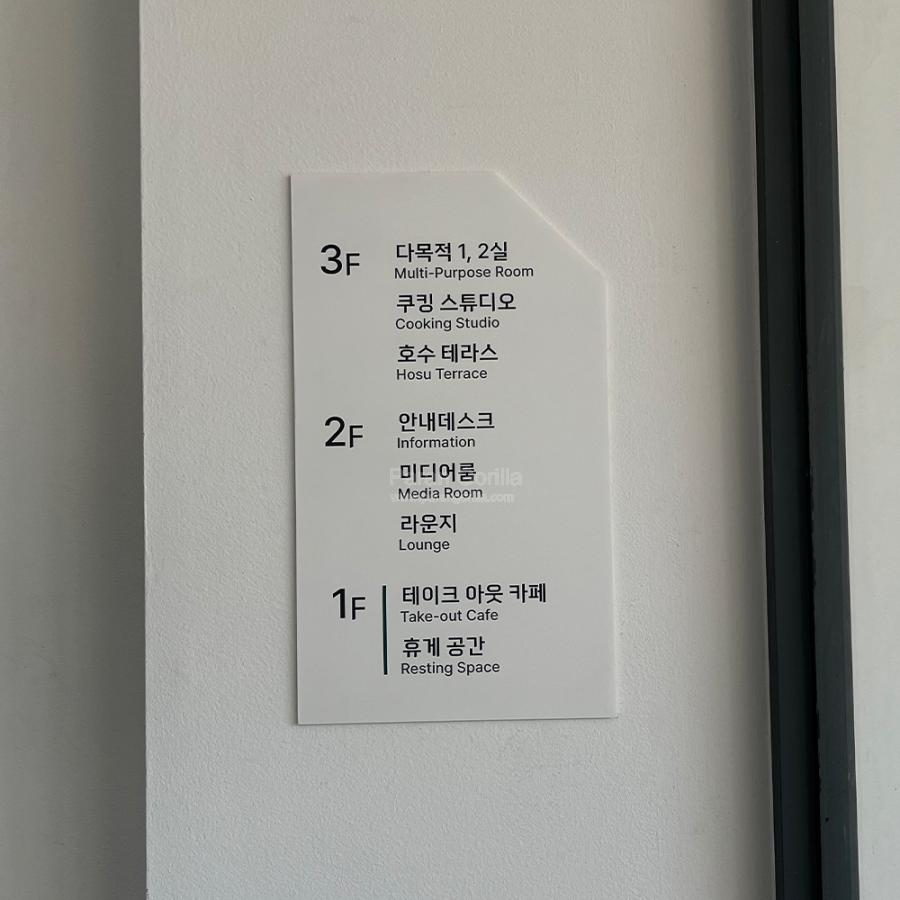 3F
다목적 1, 2실
Multi-Purpose Room
쿠킹 스튜디오
Cooking Studio
호수 테라스
Hosu Terrace
2F
안내데스크
Information
미디어룸
Media Room
라운지
Lounge
1F
테이크 아웃 카페
Take-out Cafe
휴게 공간
Resting Space